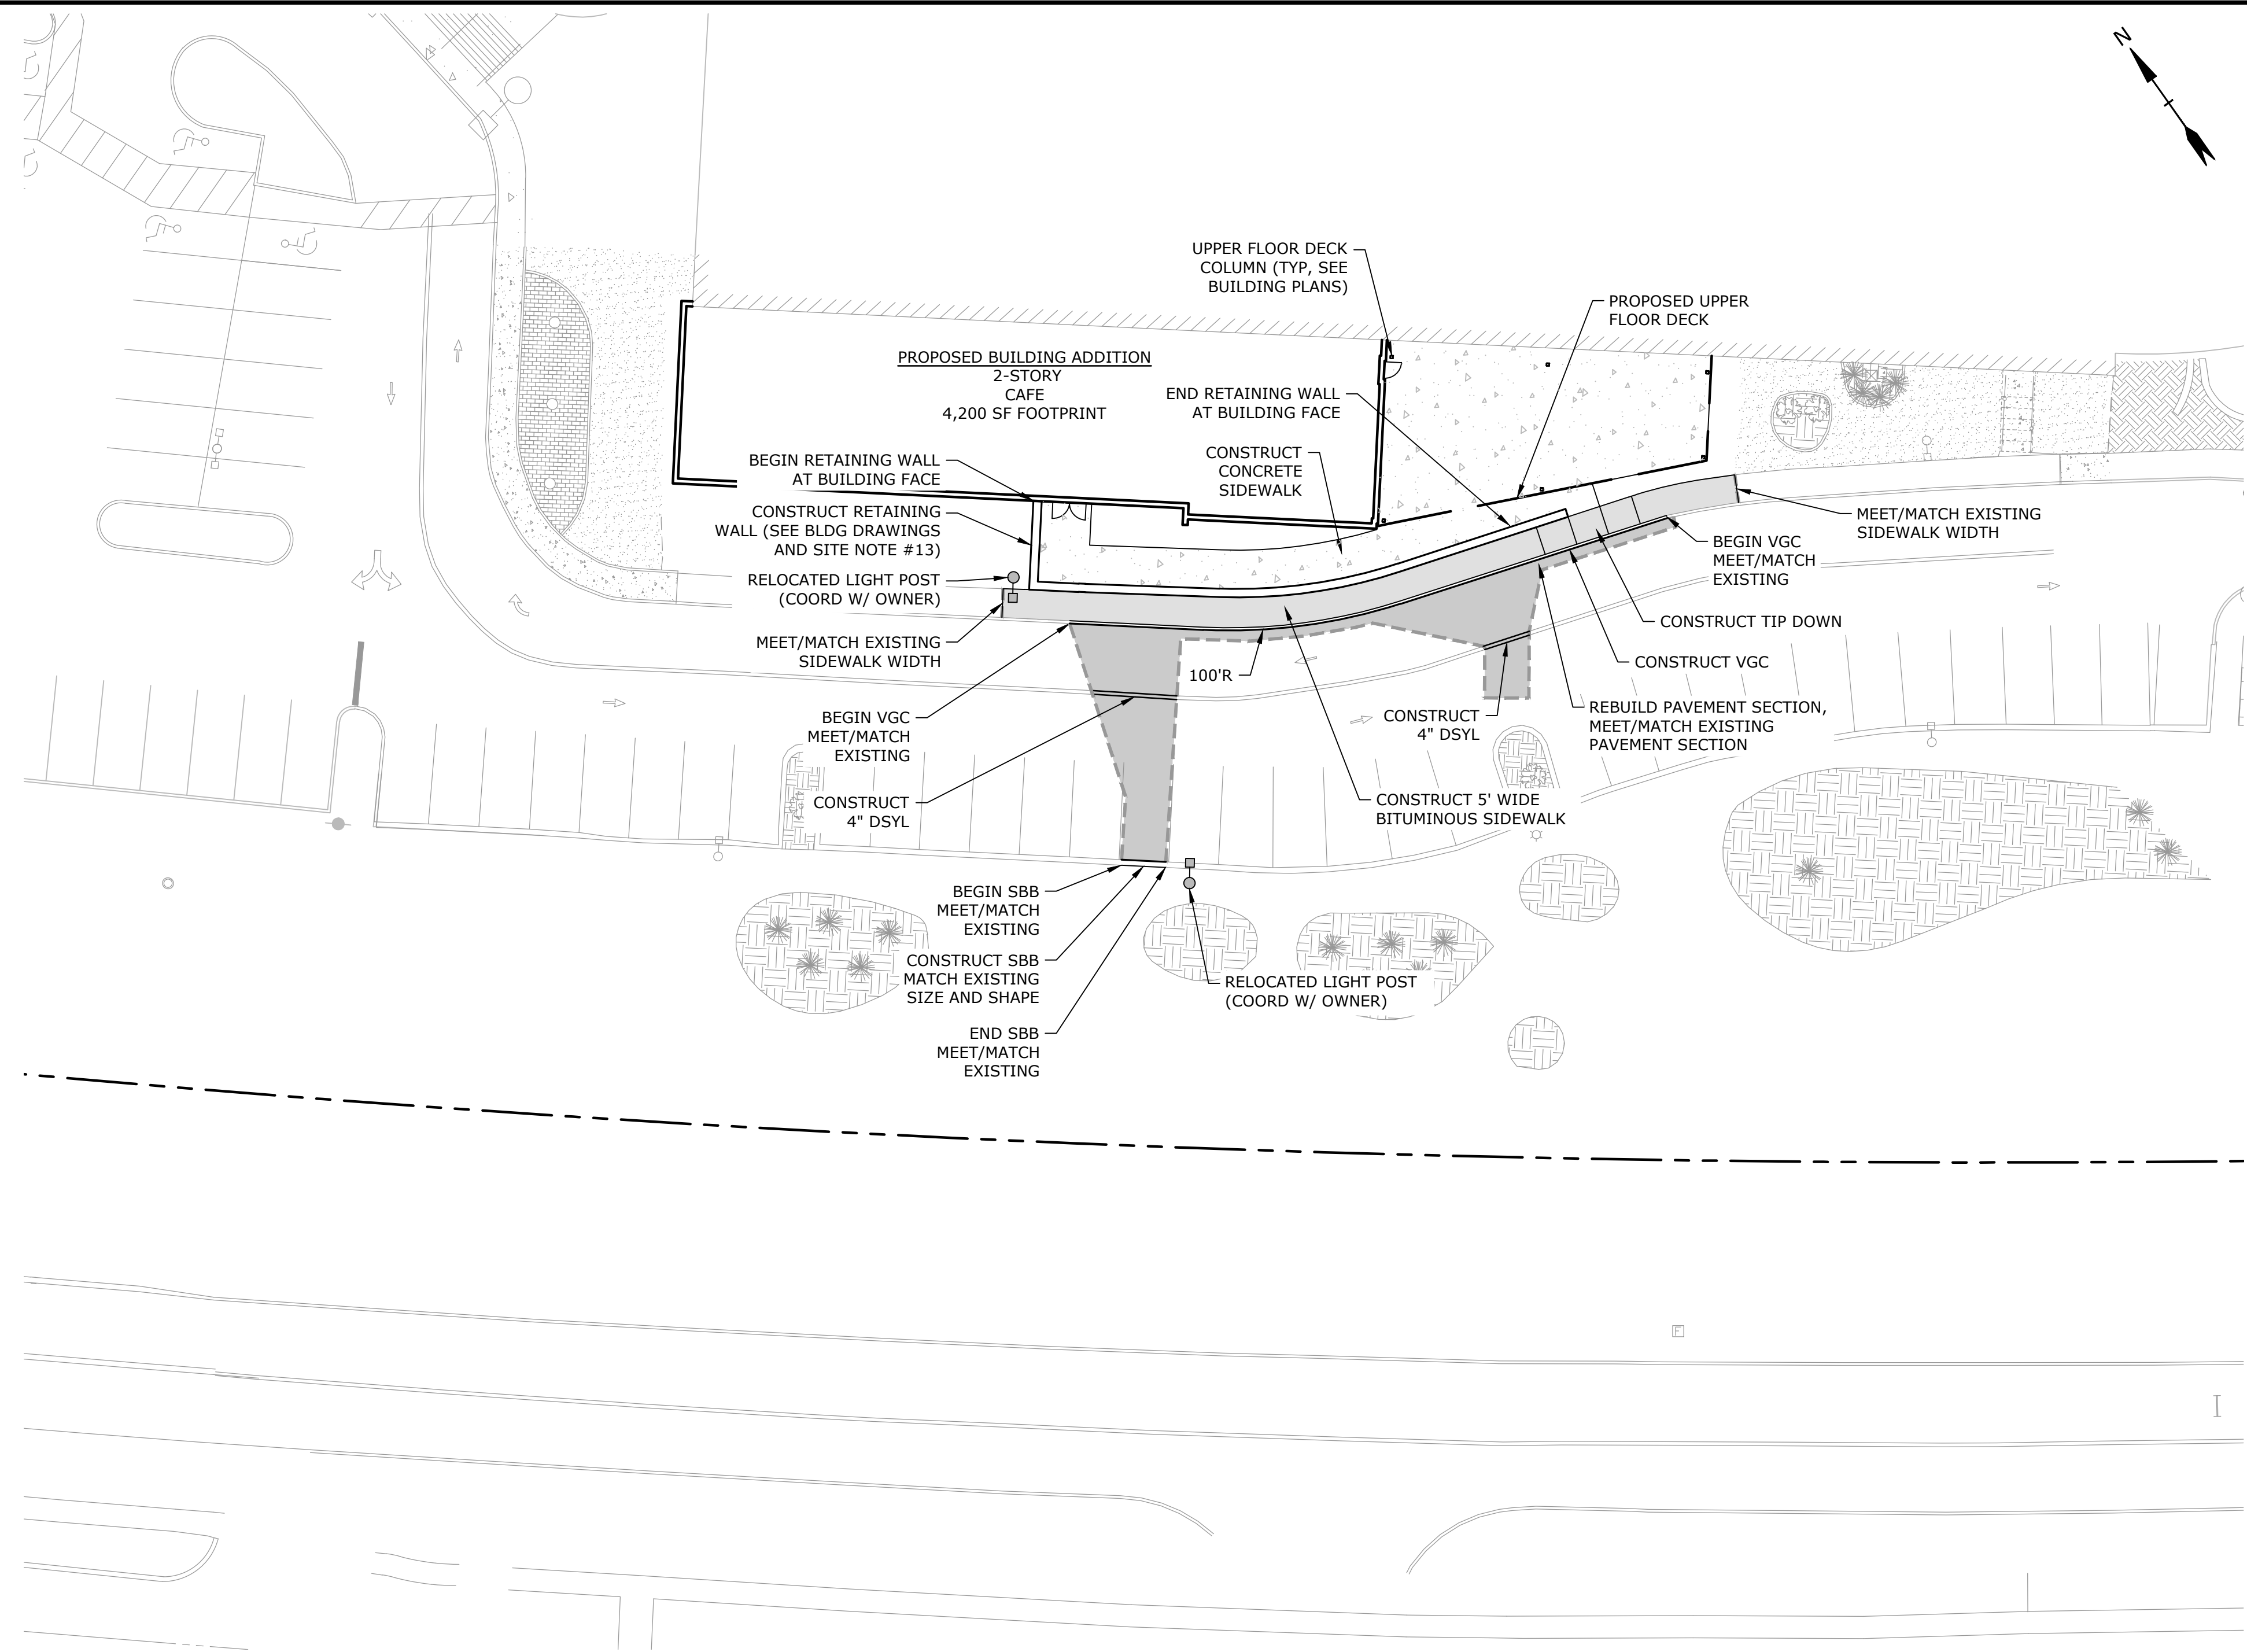 N
UPPER FLOOR DECK
COLUMN (TYP, SEE
BUILDING PLANS)
PROPOSED UPPER
FLOOR DECK
PROPOSED BUILDING ADDITION
2-STORY
CAFE
4,200 SF FOOTPRINT
END RETAINING WALL
AT BUILDING FACE
CONSTRUCT
CONCRETE
SIDEWALK
BEGIN RETAINING WALL
AT BUILDING FACE
CONSTRUCT RETAINING
WALL (SEE BLDG DRAWINGS
AND SITE NOTE #13)
RELOCATED LIGHT POST
(COORD W/ OWNER)
MEET/MATCH EXISTING
SIDEWALK WIDTH
MEET/MATCH EXISTING
SIDEWALK WIDTH
BEGIN VGC
MEET/MATCH
EXISTING
CONSTRUCT TIP DOWN
CONSTRUCT VGC
REBUILD PAVEMENT SECTION,
MEET/MATCH EXISTING
PAVEMENT SECTION
100'R
BEGIN VGC
MEET/MATCH
EXISTING
CONSTRUCT
4" DSYL
CONSTRUCT
4" DSYL
CONSTRUCT 5' WIDE
BITUMINOUS SIDEWALK
BEGIN SBB
MEET/MATCH
EXISTING
CONSTRUCT SBB
MATCH EXISTING
SIZE AND SHAPE
END SBB
MEET/MATCH
EXISTING
RELOCATED LIGHT POST
(COORD W/ OWNER)
F
I